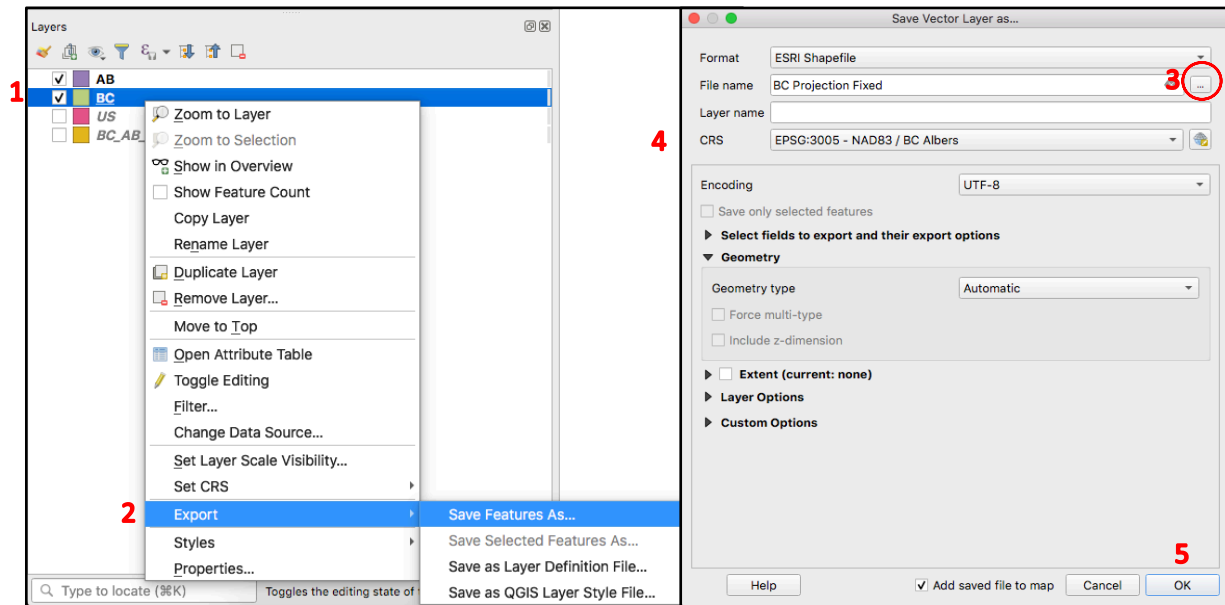 Layers
1
AB
BC
US
BC_AB_
Zoom to Layer
Zoom to Selection
Show in Overview
Show Feature Count
Copy Layer
Rename Layer
Duplicate Layer
Remove Layer...
Move to Top
Open Attribute Table
Toggle Editing
Filter...
Change Data Source...
Set Layer Scale Visibility...
Set CRS
2
Export
Styles
Properties...
Save Features As...
Save Selected Features As...
Save as Layer Definition File...
Save as QGIS Layer Style File...
Type to locate (⌘K)
Toggles the editing state of
Save Vector Layer as...
Format
ESRI Shapefile
3
File name
BC Projection Fixed
...
Layer name
4
CRS
EPSG:3005 - NAD83 / BC Albers
Encoding
UTF-8
Save only selected features
Select fields to export and their export options
Geometry
Geometry type
Automatic
Force multi-type
Include z-dimension
Extent (current: none)
Layer Options
Custom Options
5
Help
Add saved file to map
Cancel
OK